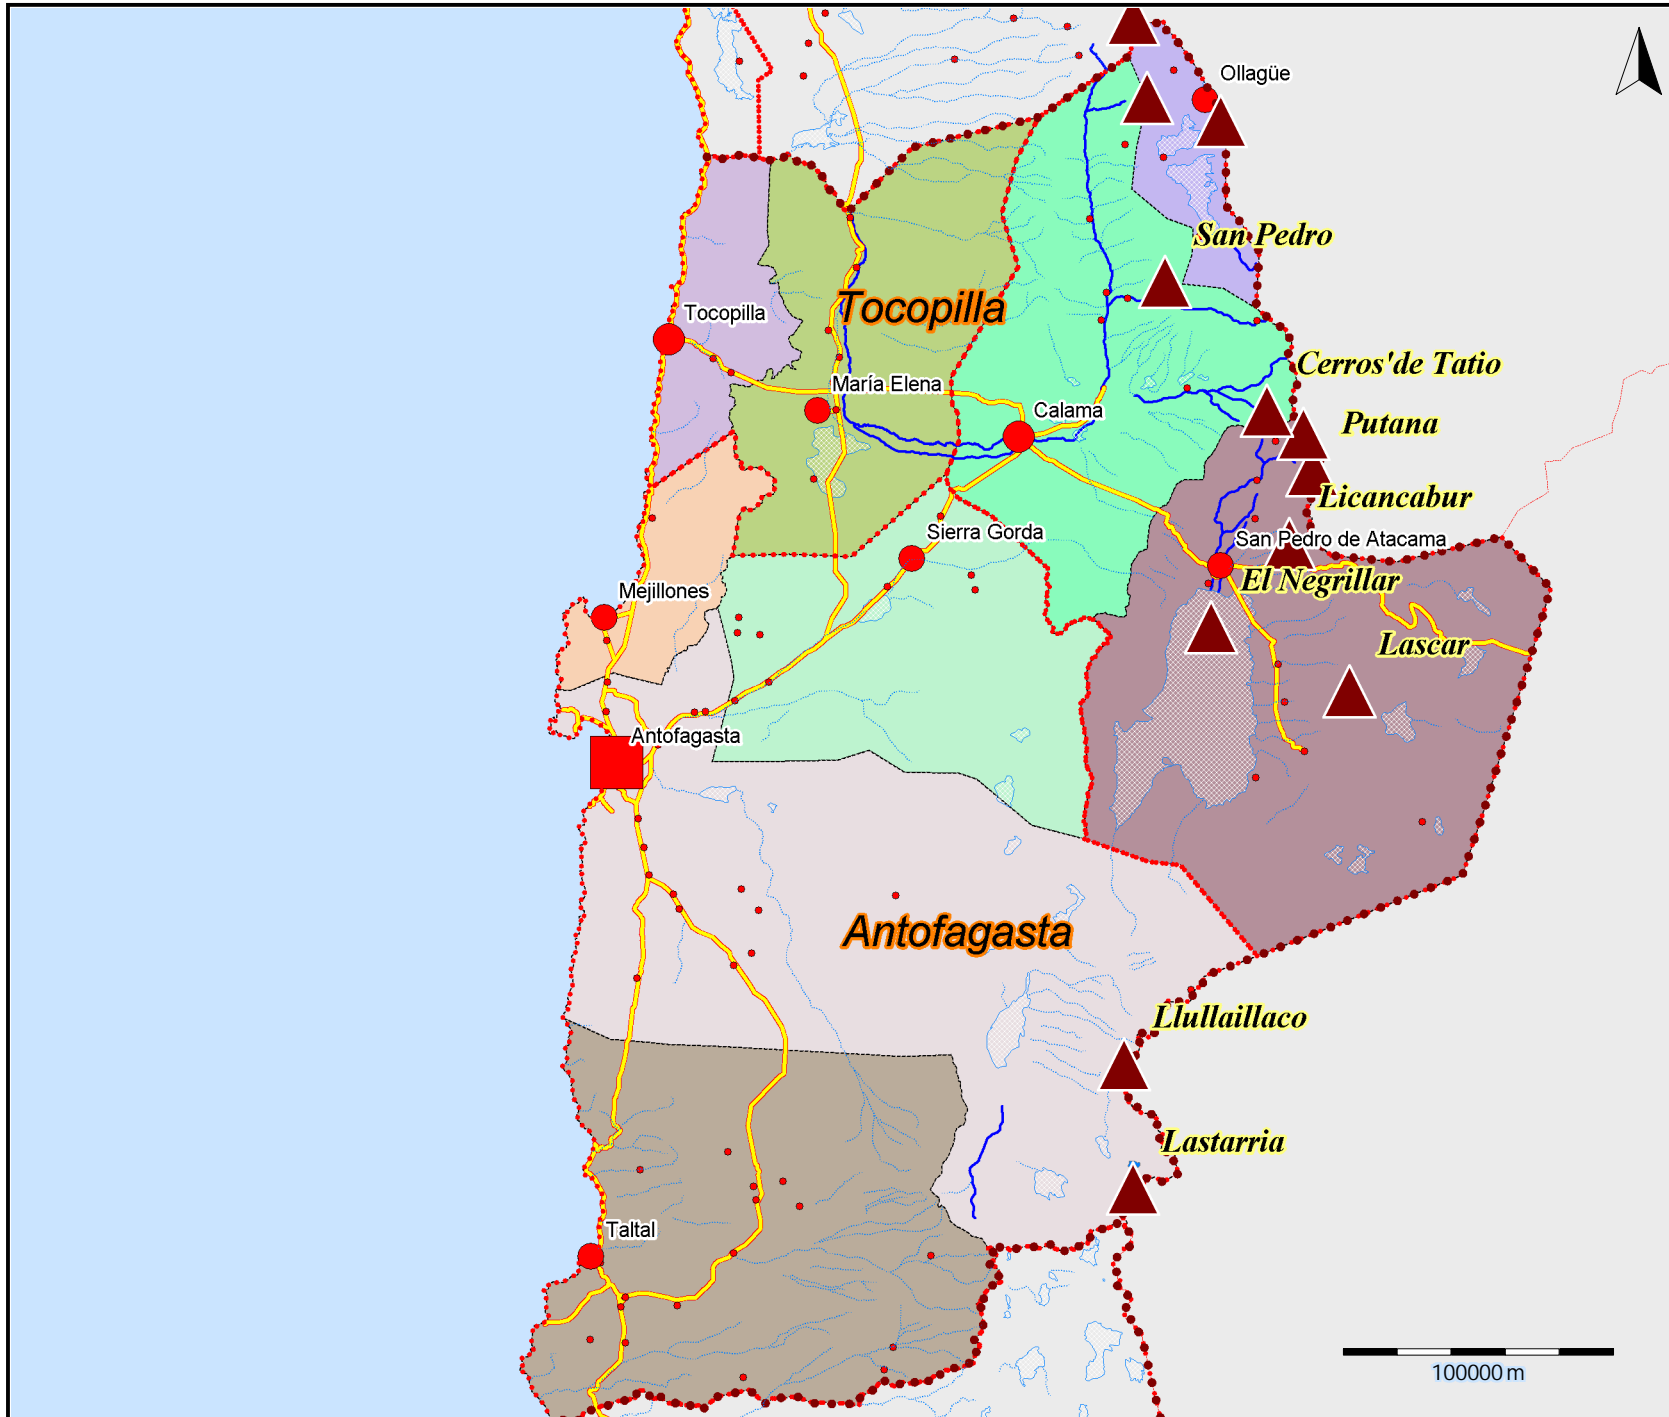 Ollagüe
San Pedro
Tocopilla
Tocopilla
Cerros'de Tatio
María Elena
Calama
Putana
Licancabur
Sierra Gorda
San Pedro de Atacama
El Negrillar
Mejillones
Lascar
Antofagasta
Antofagasta
Llullaillaco
Lastarria
Taltal
100000 m